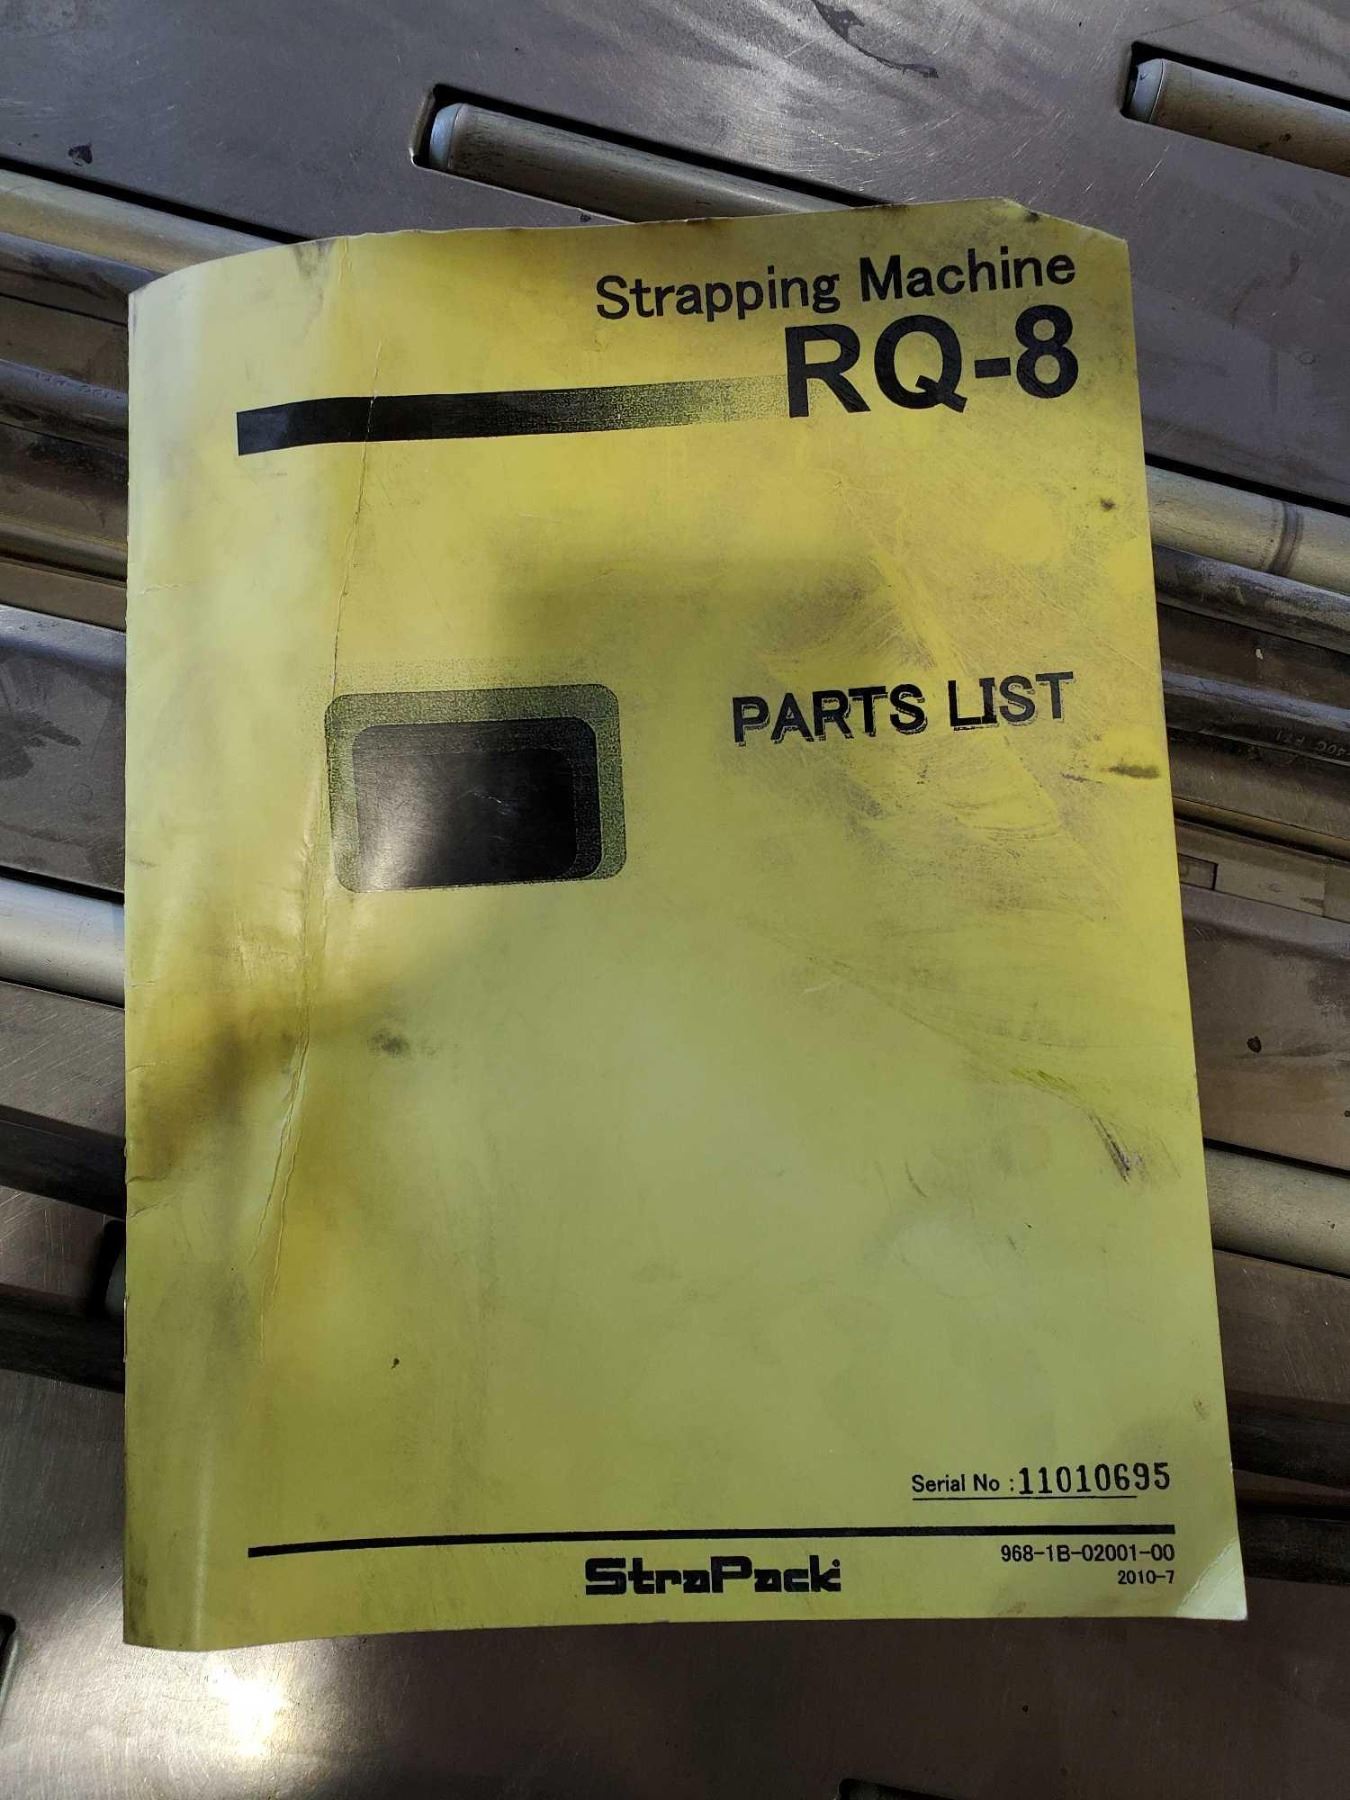 Strapping Machine
RQ-8
PARTS LIST
Serial No :11010695
968-1B-02001-00
StraPack
2010-7